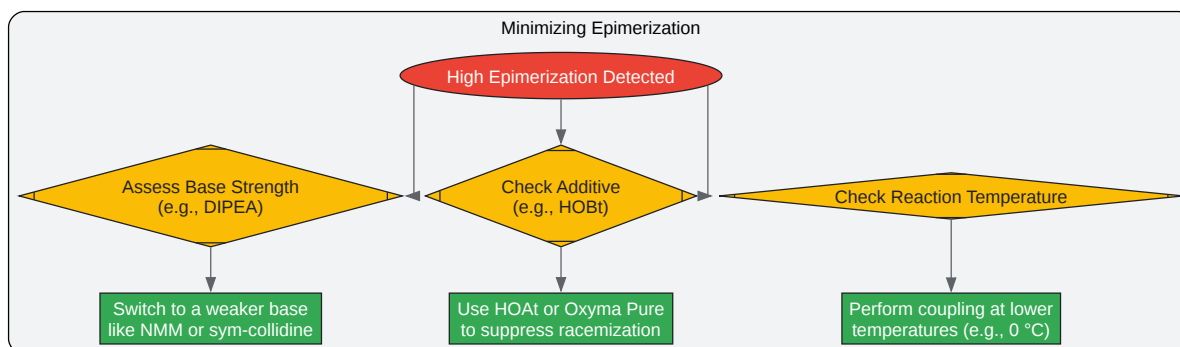 Minimizing Epimerization
High Epimerization Detected
Assess Base Strength
(e.g., DIPEA)
Check Additive
(e.g., HOBt)
Check Reaction Temperature
Switch to a weaker base
like NMM or sym-collidine
Use HOAt or Oxyma Pure
to suppress racemization
Perform coupling at lower
temperatures (e.g., 0 °C)